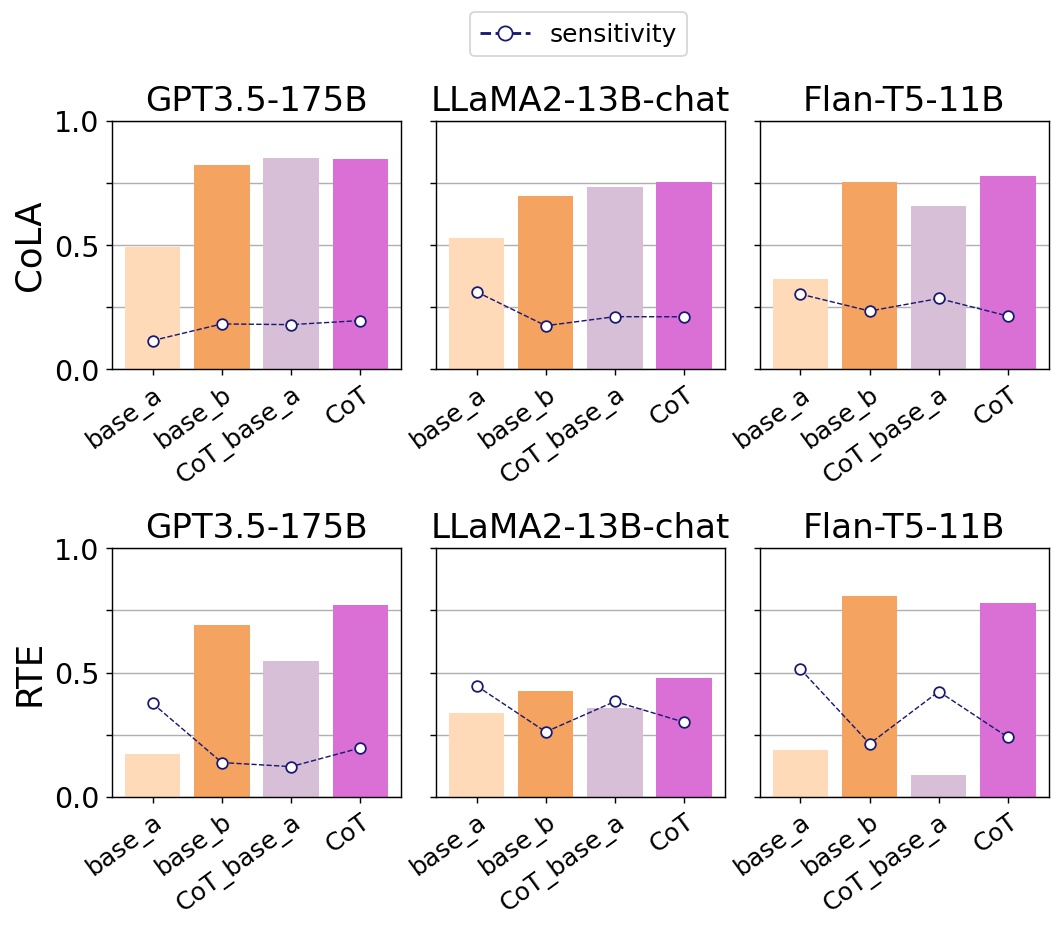 sensitivity
GPT3.5-175B
LLaMA2-13B-chat
Flan-T5-11B
CoLA
1.0
0.5
0.0
base_a
base_b
CoT_base_a
CoT
base_a
base_b
CoT_base_a
CoT
base_a
base_b
CoT_base_a
CoT
GPT3.5-175B
LLaMA2-13B-chat
Flan-T5-11B
RTE
1.0
0.5
0.0
base_a
base_b
CoT_base_a
CoT
base_a
base_b
CoT_base_a
CoT
base_a
base_b
CoT_base_a
CoT